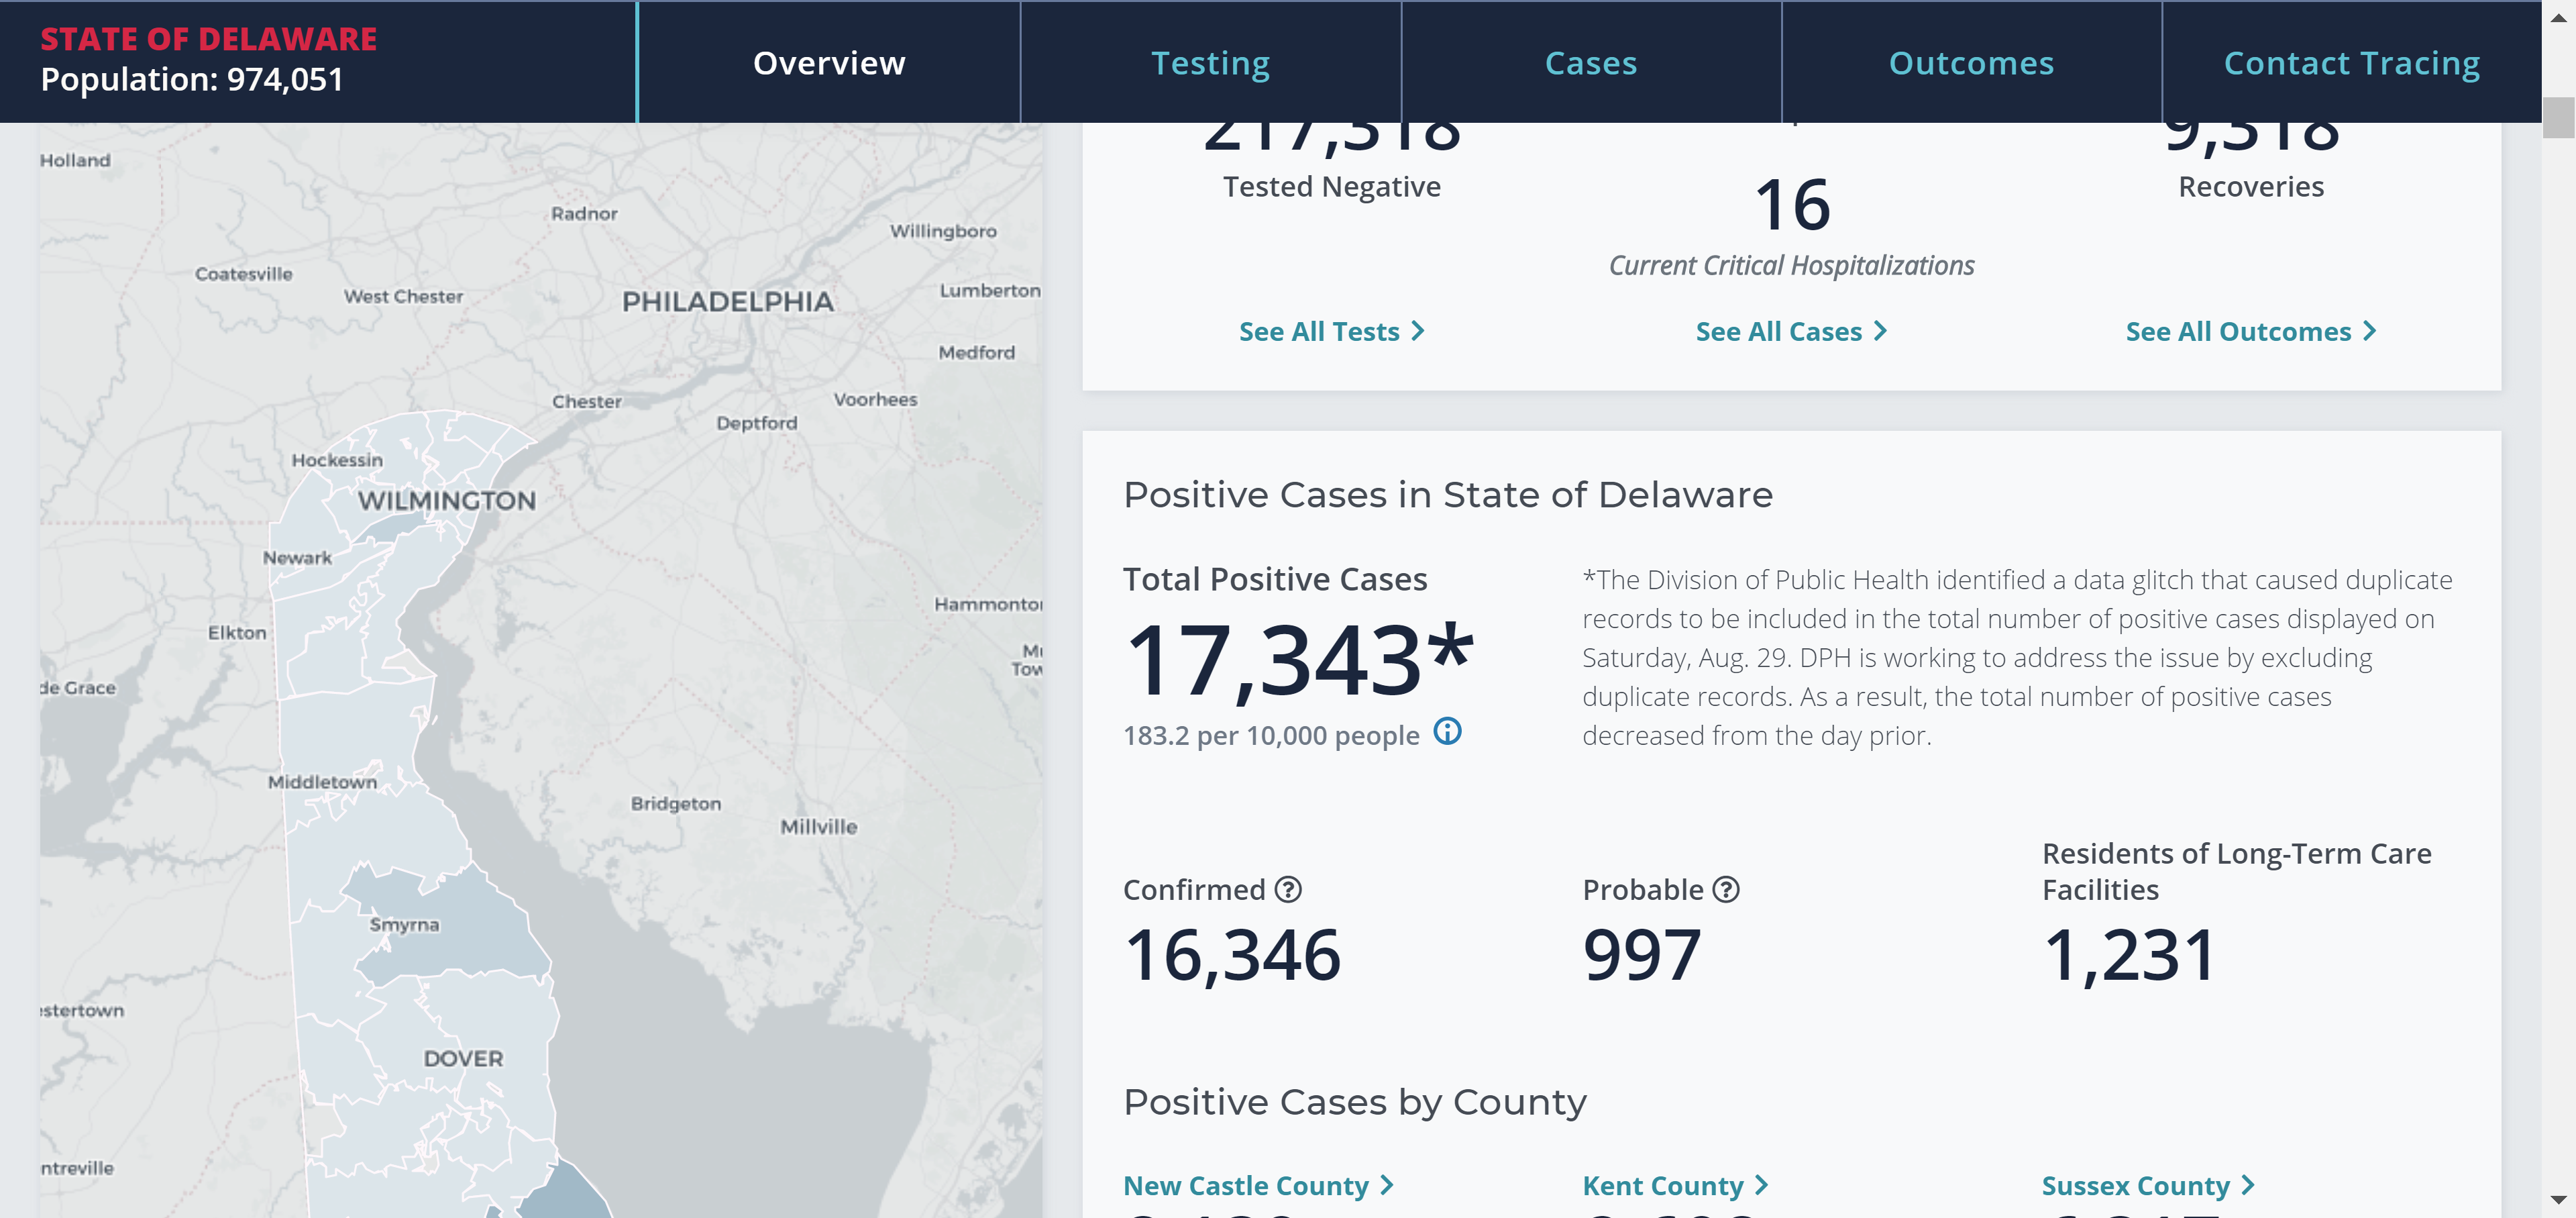 STATE OF DELAWARE
Population: 974,051
Overview
Testing
Cases
Outcomes
Contact Tracing
Holland
Radnor
Willingboro
Coatesville
West Chester
PHILADELPHIA
Lumberton
Medford
Chester
Voorhees
Deptford
Hockessin
WILMINGTON
Newark
Hammonto
Elkton
Mu
Tow
de Grace
Middletown
Bridgeton
Millville
Smyrna
estertown
DOVER
ntreville
217,318
Tested Negative
16
Current Critical Hospitalizations
9,318
Recoveries
See All Tests
See All Cases
See All Outcomes
Positive Cases in State of Delaware
Total Positive Cases
17,343*
183.2 per 10,000 people
*The Division of Public Health identified a data glitch that caused duplicate
records to be included in the total number of positive cases displayed on
Saturday, Aug. 29. DPH is working to address the issue by excluding
duplicate records. As a result, the total number of positive cases
decreased from the day prior.
Confirmed ?
16,346
Probable ?
997
Residents of Long-Term Care
Facilities
1,231
Positive Cases by County
New Castle County
Kent County
Sussex County